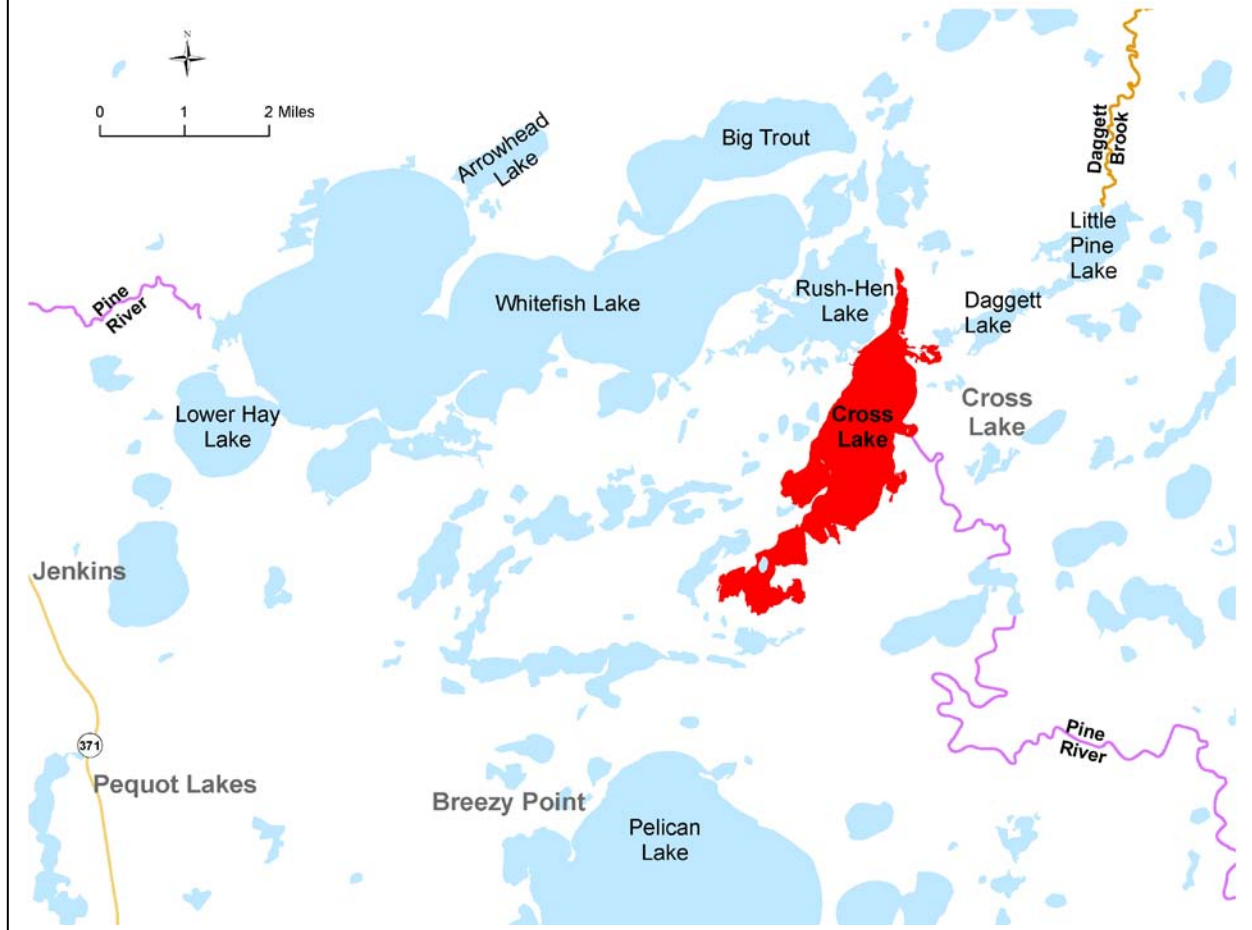 N
0 1 2 Miles
Arrowhead
Lake
Big Trout
Daggett
Brook
Little
Pine
Lake
Pine
River
Whitefish Lake
Rush-Hen
Lake
Daggett
Lake
Lower Hay
Lake
Cross
Lake
Cross
Lake
Jenkins
371
Pequot Lakes
Breezy Point
Pelican
Lake
Pine
River